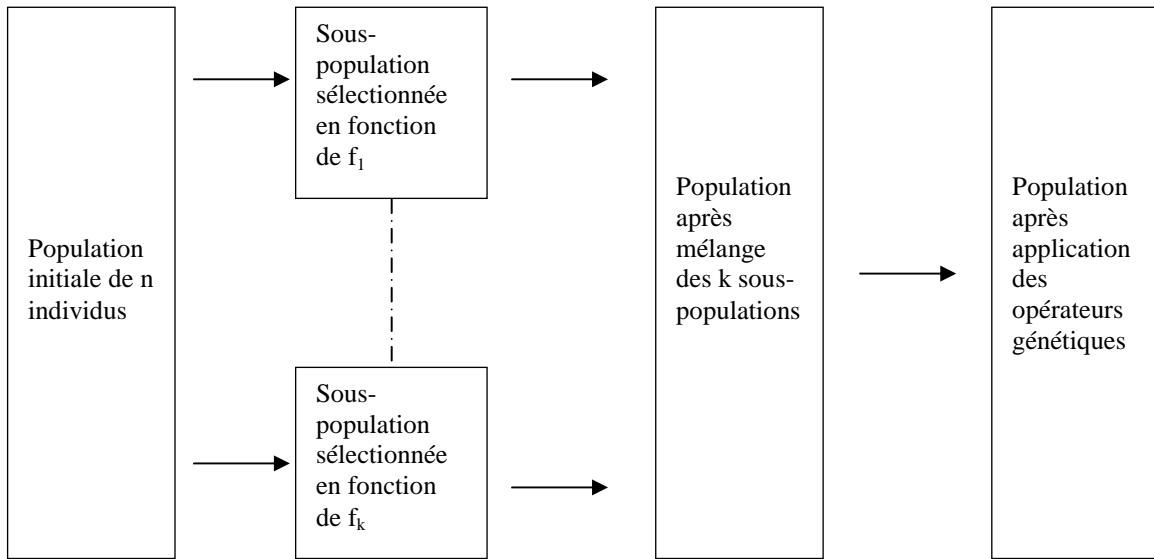 Population
initiale de n
individus
Sous-
population
sélectionnée
en fonction
de f₁
Sous-
population
sélectionnée
en fonction
de fₖ
Population
après
mélange
des k sous-
populations
Population
après
application
des
opérateurs
génétiques